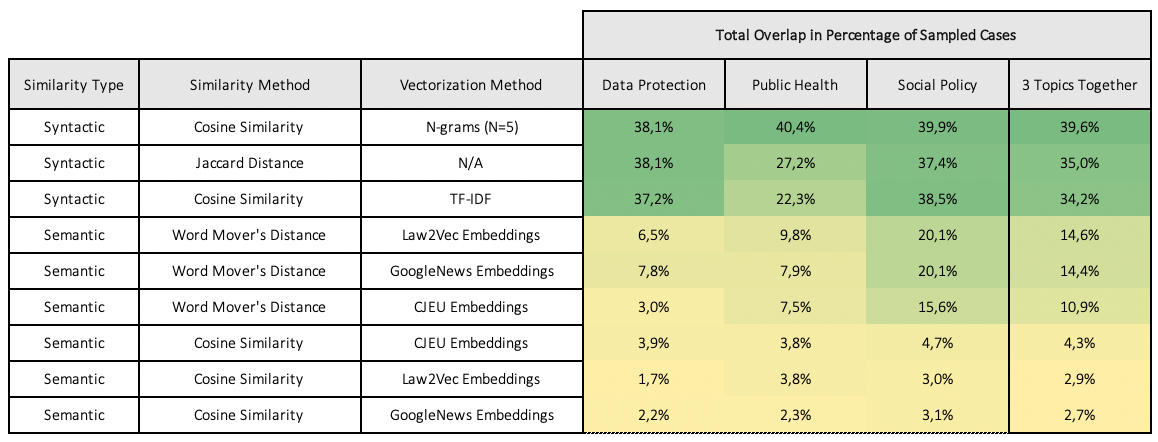 Total Overlap in Percentage of Sampled Cases
Similarity Type Similarity Method Vectorization Method Data Protection Public Health Social Policy 3 Topics Together
Syntactic Cosine Similarity N-grams (N=5) 38,1% 40,4% 39,9% 39,6%
Syntactic Jaccard Distance N/A 38,1% 27,2% 37,4% 35,0%
Syntactic Cosine Similarity TF-IDF 37,2% 22,3% 38,5% 34,2%
Semantic Word Mover's Distance Law2Vec Embeddings 6,5% 9,8% 20,1% 14,6%
Semantic Word Mover's Distance GoogleNews Embeddings 7,8% 7,9% 20,1% 14,4%
Semantic Word Mover's Distance CJEU Embeddings 3,0% 7,5% 15,6% 10,9%
Semantic Cosine Similarity CJEU Embeddings 3,9% 3,8% 4,7% 4,3%
Semantic Cosine Similarity Law2Vec Embeddings 1,7% 3,8% 3,0% 2,9%
Semantic Cosine Similarity GoogleNews Embeddings 2,2% 2,3% 3,1% 2,7%